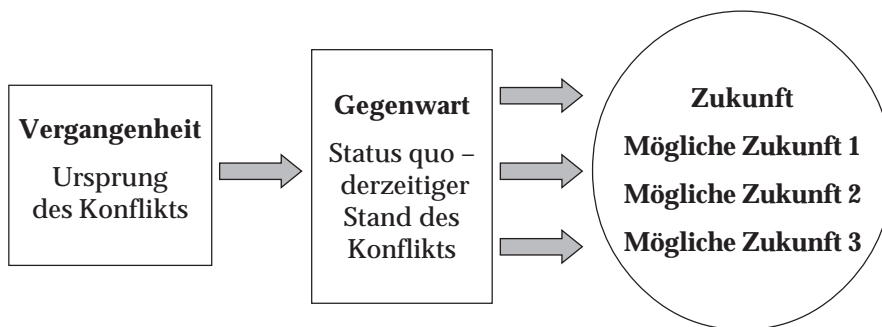 Vergangenheit
Ursprung
des Konflikts
Gegenwart
Status quo –
derzeitiger
Stand des
Konflikts
Zukunft
Mögliche Zukunft 1
Mögliche Zukunft 2
Mögliche Zukunft 3